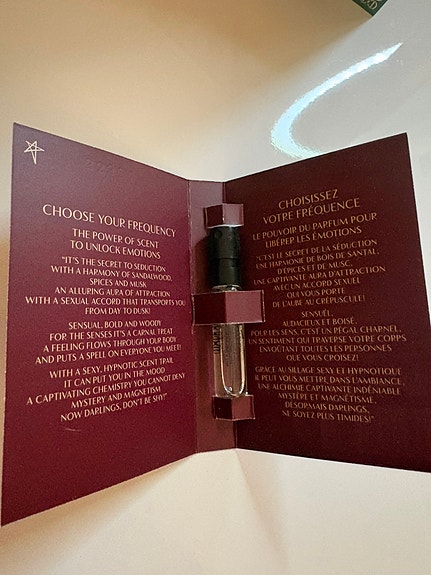 CHOOSE YOUR FREQUENCY
THE POWER OF SCENT
TO UNLOCK EMOTIONS
"IT'S THE SECRET TO SEDUCTION
WITH A HARMONY OF SANDALWOOD,
SPICES AND MUSK
AN ALLURING AURA OF ATTRACTION
WITH A SEXUAL ACCORD THAT TRANSPORTS YOU
FROM DAY TO DUSK!
SENSUAL, BOLD AND WOODY
FOR THE SENSES IT'S A CARNAL TREAT
A FEELING FLOWS THROUGH YOUR BODY
AND PUTS A SPELL ON EVERYONE YOU MEET!
WITH A SEXY, HYPNOTIC SCENT TRAIL
IT CAN PUT YOU IN THE MOOD
A CAPTIVATING CHEMISTRY YOU CANNOT DENY
MYSTERY AND MAGNETISM
NOW DARLINGS, DON'T BE SHY!"
CHOISISSEZ
VOTRE FRÉQUENCE
LE POUVOIR DU PARFUM POUR
LIBÉRER LES ÉMOTIONS
"C'EST LE SECRET DE LA SÉDUCTION
UNE HARMONIE DE BOIS DE SANTAL,
D'ÉPICES ET DE MUSC,
UNE CAPTIVANTE AURA D'ATTRACTION
AVEC UN ACCORD SEXUEL
QUI VOUS PORTE
DE L'AUBE AU CRÉPUSCULE!
SENSUEL,
AUDACIEUX ET BOISÉ.
POUR LES SENS, C'EST UN RÉGAL CHARNEL,
UN SENTIMENT QUI TRAVERSE VOTRE CORPS
ENVOÛTANT TOUTES LES PERSONNES
QUE VOUS CROISEZ!
GRÂCE AU SILLAGE SEXY ET HYPNOTIQUE
IL PEUT VOUS METTRE DANS L'AMBIANCE,
UNE ALCHIMIE CAPTIVANTE INDÉNIABLE
MYSTÈRE ET MAGNÉTISME,
DÉSORMAIS DARLINGS,
NE SOYEZ PLUS TIMIDES!"